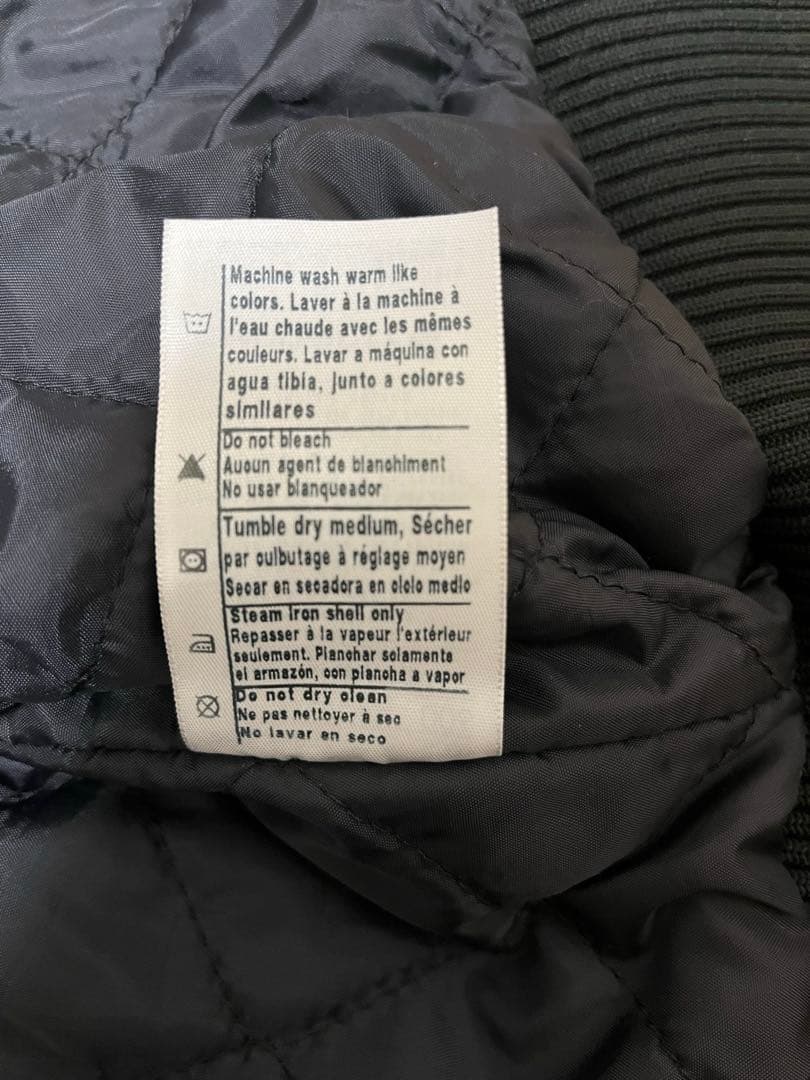 Machine wash warm like
colors. Laver à la machine à
l'eau chaude avec les mêmes
couleurs. Lavar a máquina con
agua tibia, junto a colores
similares
Do not bleach
Aucun agent de blanchiment
No usar blanqueador
Tumble dry medium, Sécher
par culbutage à réglage moyen
Secar en secadora en ciclo medio
Steam iron shell only
Repasser à la vapeur l'extérieur
seulement. Planchar solamente
el armazón, con plancha a vapor
Do not dry clean
Ne pas nettoyer à sec
No lavar en seco